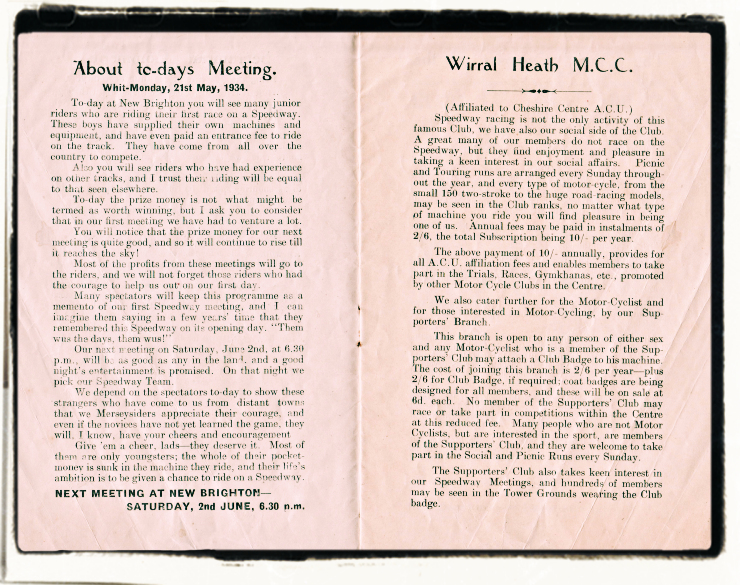 About to-days Meeting.
Whit-Monday, 21st May, 1934.
To-day at New Brighton you will see many junior
riders who are riding their first race on a Speedway.
These boys have supplied their own machines and
equipment, and have even paid an entrance fee to ride
on the track. They have come from all over the
country to compete.
Also you will see riders who have had experience
on other tracks, and I trust their riding will be equal
to that seen elsewhere.
To-day the prize money is not what might be
termed as worth winning, but I ask you to consider
that in our first meeting we have had to venture a lot.
You will notice that the prize money for our next
meeting is quite good, and so it will continue to rise till
it reaches the sky!
Most of the profits from these meetings will go to
the riders, and we will not forget those riders who had
the courage to help us out on our first day.
Many spectators will keep this programme as a
memento of our first Speedway meeting, and I can
imagine them saying in a few years' time that they
remembered this Speedway on its opening day. "Them
was the days, them wus!"
Our next meeting on Saturday, June 2nd, at 6.30
p.m., will be as good as any in the land, and a good
night's entertainment is promised. On that night we
pick our Speedway Team.
We depend on the spectators to-day to show these
strangers who have come to us from distant towns
that we Merseysiders appreciate their courage, and
even if the novices have not yet learned the game, they
will, I know, have your cheers and encouragement
Give 'em a cheer, lads—they deserve it. Most of
them are only youngsters; the whole of their pocket-
money is sunk in the machine they ride, and their life's
ambition is to be given a chance to ride on a Speedway.
NEXT MEETING AT NEW BRIGHTON—
SATURDAY, 2nd JUNE, 6.30 p.m.
Wirral Heath M.C.C.
(Affiliated to Cheshire Centre A.C.U.)
Speedway racing is not the only activity of this
famous Club, we have also our social side of the Club.
A great many of our members do not race on the
Speedway, but they find enjoyment and pleasure in
taking a keen interest in our social affairs. Picnic
and Touring runs are arranged every Sunday through-
out the year, and every type of motor-cycle, from the
small 150 two-stroke to the huge road-racing models,
may be seen in the Club ranks, no matter what type
of machine you ride you will find pleasure in being
one of us. Annual fees may be paid in instalments of
2/6, the total Subscription being 10/- per year.
The above payment of 10/- annually, provides for
all A.C.U. affiliation fees and enables members to take
part in the Trials, Races, Gymkhanas, etc., promoted
by other Motor Cycle Clubs in the Centre.
We also cater further for the Motor-Cyclist and
for those interested in Motor-Cycling, by our Sup-
porters' Branch.
This branch is open to any person of either sex
and any Motor-Cyclist who is a member of the Sup-
porters' Club may attach a Club Badge to his machine.
The cost of joining this branch is 2/6 per year—plus
2/6 for Club Badge, if required; coat badges are being
designed for all members, and these will be on sale at
6d. each. No member of the Supporters' Club may
race or take part in competitions within the Centre
at this reduced fee. Many people who are not Motor
Cyclists, but are interested in the sport, are members
of the Supporters' Club, and they are welcome to take
part in the Social and Picnic Runs every Sunday.
The Supporters' Club also takes keen interest in
our Speedway Meetings, and hundreds of members
may be seen in the Tower Grounds wearing the Club
badge.